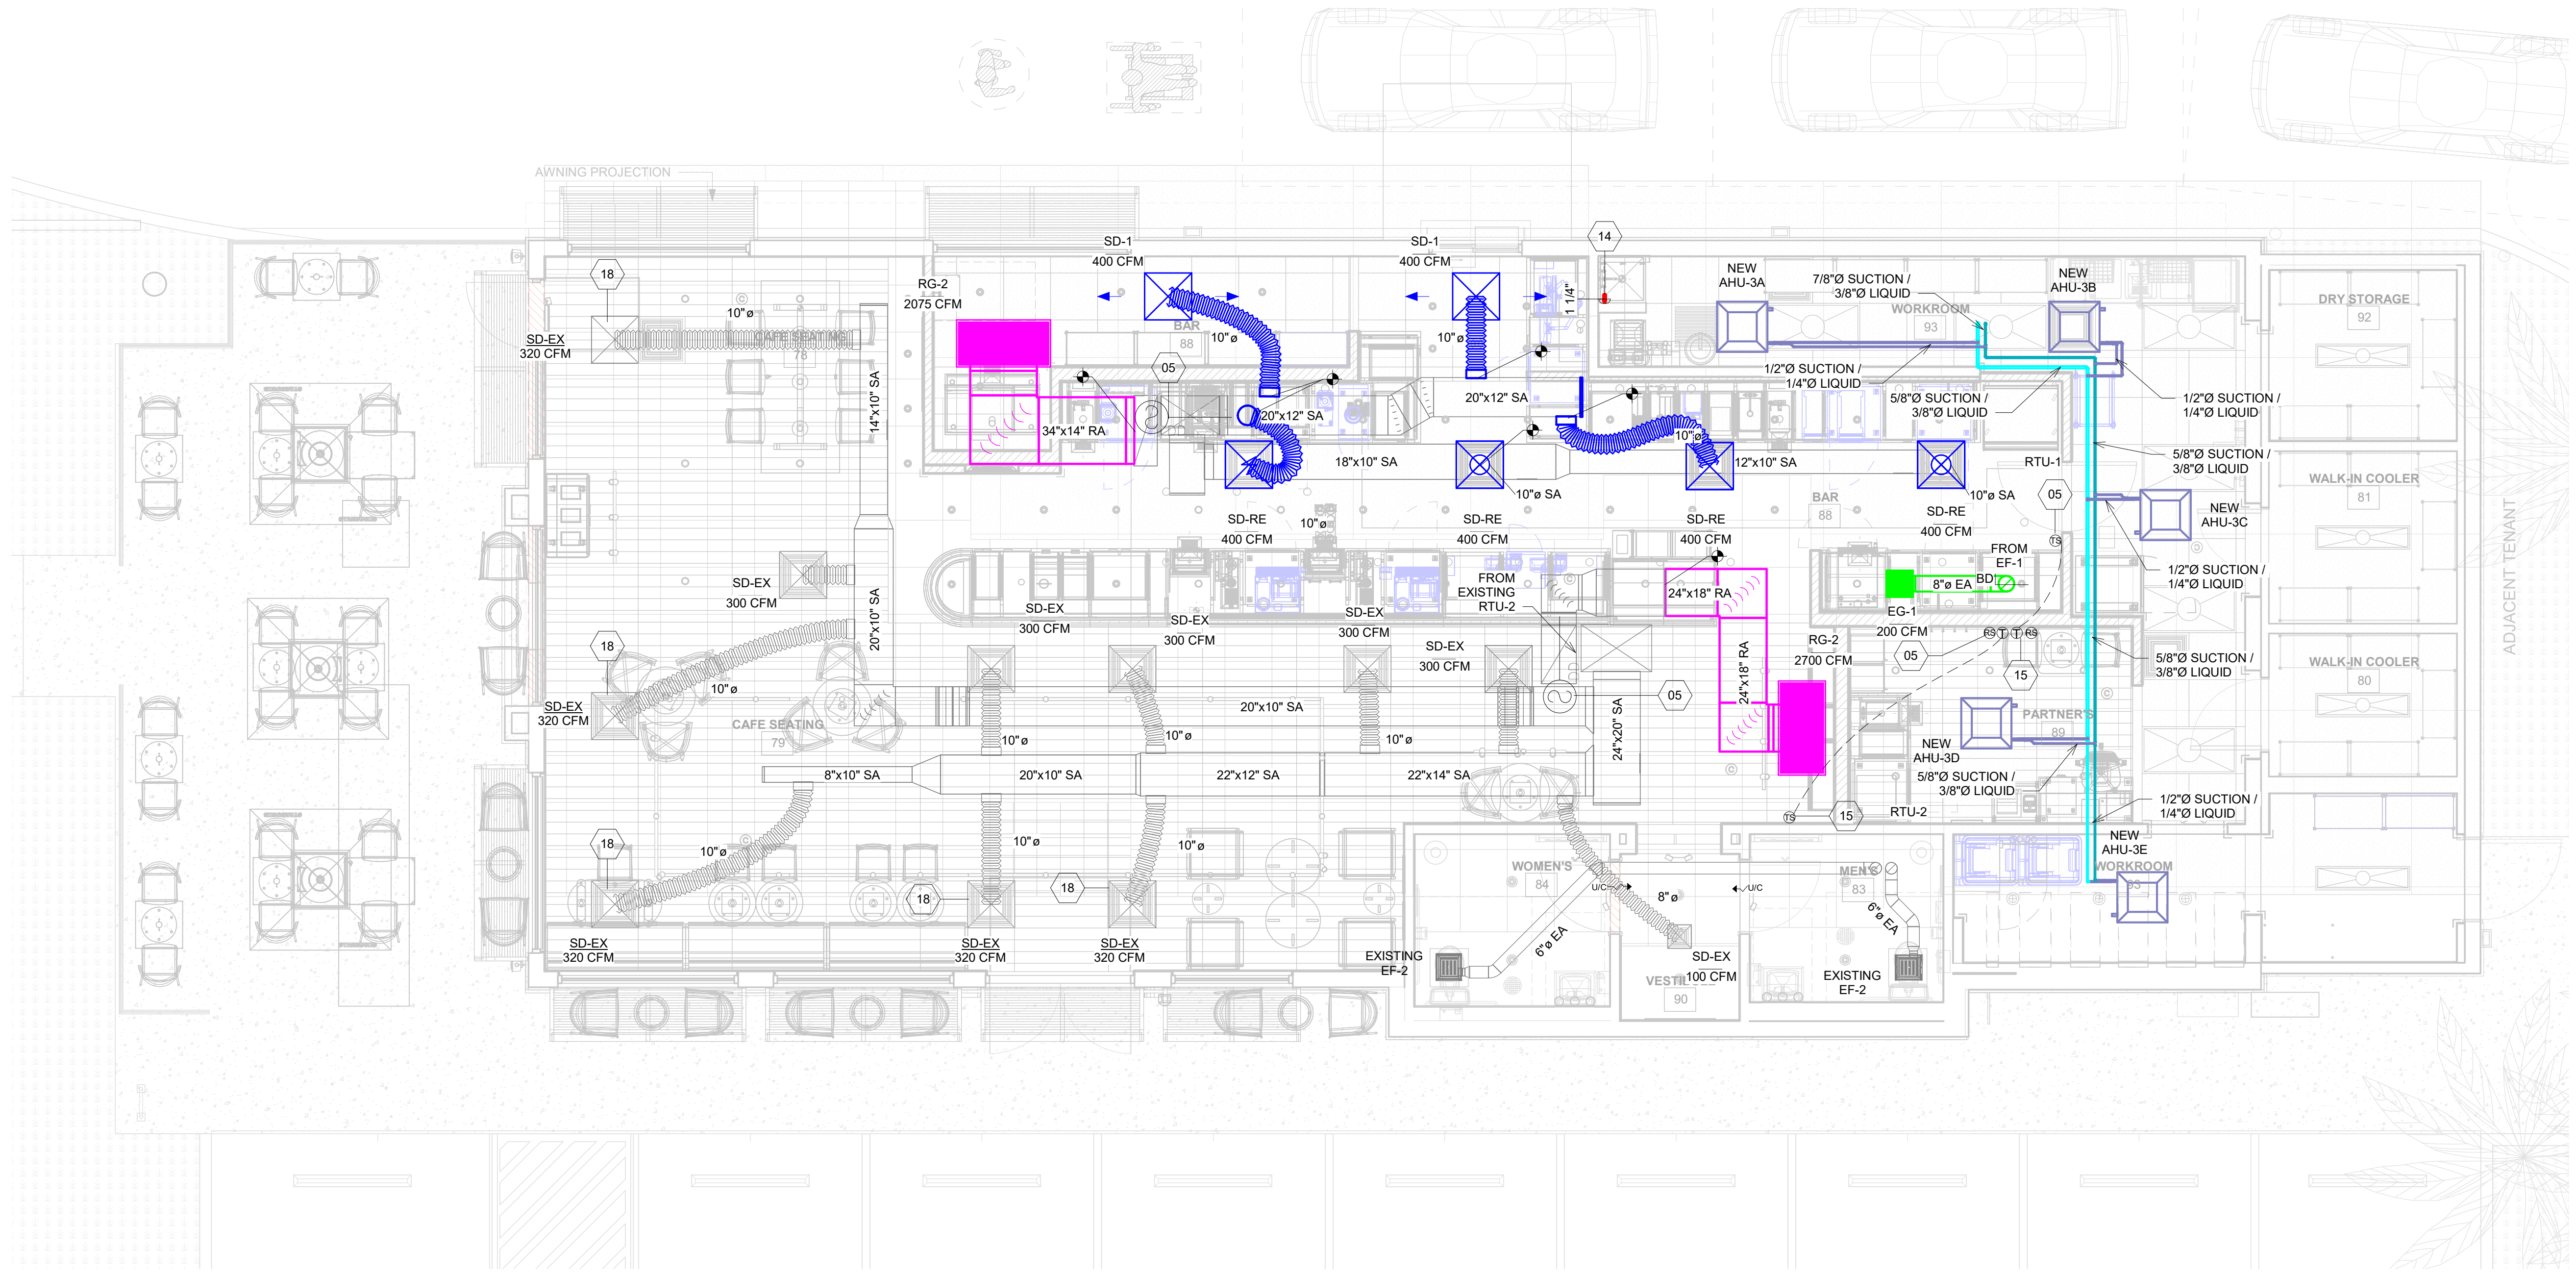 AWNING PROJECTION
14
18
SD-1
400 CFM
SD-1
400 CFM
RG-2
2075 CFM
NEW
AHU-3A
7/8"Ø SUCTION /
3/8"Ø LIQUID
NEW
AHU-3B
WORKROOM
93
DRY STORAGE
92
1 1/4"
10"ø
SD-EX
320 CFM
CAFE SEATING
78
BAR
88
10"ø
10"ø
05
1/2"Ø SUCTION /
1/4"Ø LIQUID
14"x10" SA
20"x12" SA
20"x12" SA
5/8"Ø SUCTION /
3/8"Ø LIQUID
1/2"Ø SUCTION /
1/4"Ø LIQUID
34"x14" RA
10"ø
18"x10" SA
12"x10" SA
RTU-1
5/8"Ø SUCTION /
3/8"Ø LIQUID
WALK-IN COOLER
81
10"ø SA
10"ø SA
05
BAR
88
NEW
AHU-3C
ADJACENT TENANT
SD-RE
400 CFM
10"ø
SD-RE
400 CFM
SD-RE
400 CFM
SD-RE
400 CFM
TS
FROM
EF-1
SD-EX
300 CFM
20"x10" SA
FROM
EXISTING
RTU-2
24"x18" RA
8"ø EA
BD
1/2"Ø SUCTION /
1/4"Ø LIQUID
SD-EX
300 CFM
SD-EX
300 CFM
SD-EX
300 CFM
EG-1
200 CFM
RS T T RS
18
SD-EX
300 CFM
RG-2
2700 CFM
05
15
5/8"Ø SUCTION /
3/8"Ø LIQUID
WALK-IN COOLER
80
10"ø
24"x18" RA
05
SD-EX
320 CFM
20"x10" SA
CAFE SEATING
79
10"ø
10"ø
10"ø
24"x20" SA
PARTNER'S
89
NEW
AHU-3D
8"x10" SA
20"x10" SA
22"x12" SA
22"x14" SA
5/8"Ø SUCTION /
3/8"Ø LIQUID
TS
15
RTU-2
1/2"Ø SUCTION /
1/4"Ø LIQUID
18
10"ø
10"ø
10"ø
NEW
AHU-3E
WORKROOM
93
WOMEN'S
84
MEN'S
83
U/C
U/C
8"ø
18
18
6"ø EA
6"ø EA
SD-EX
320 CFM
SD-EX
320 CFM
SD-EX
320 CFM
EXISTING
EF-2
SD-EX
100 CFM
90
EXISTING
EF-2